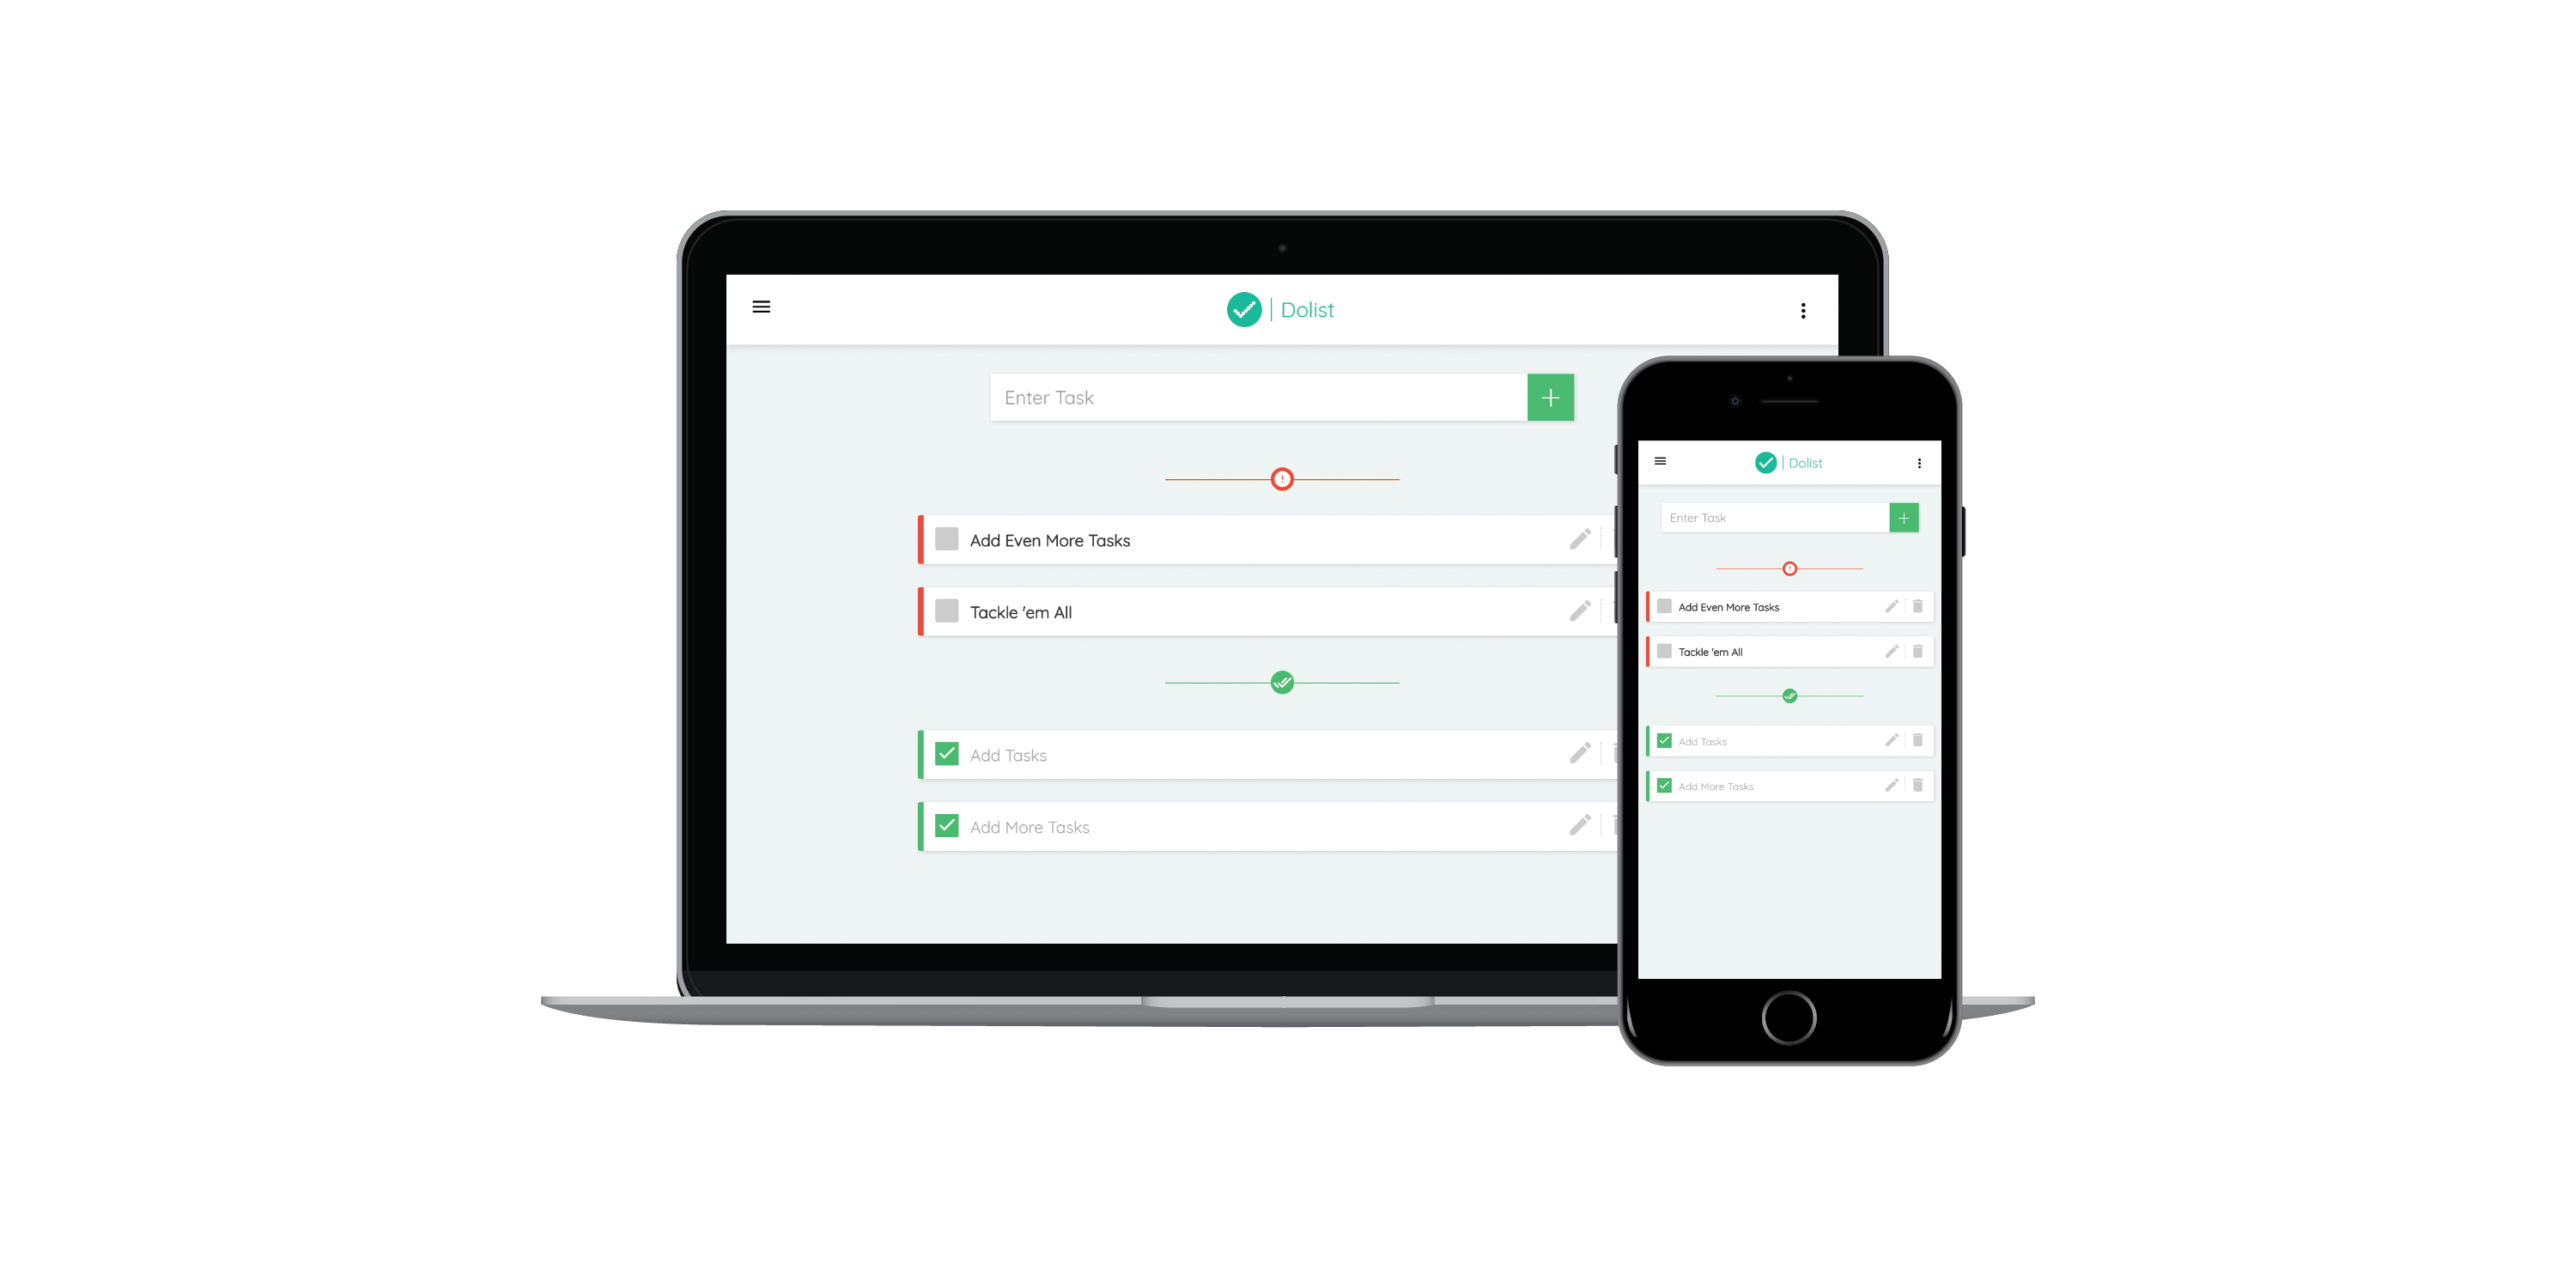 Dolist
Enter Task
Add Even More Tasks
Tackle 'em All
Add Tasks
Add More Tasks
Dolist
Enter Task
Add Even More Tasks
Tackle 'em All
Add Tasks
Add More Tasks